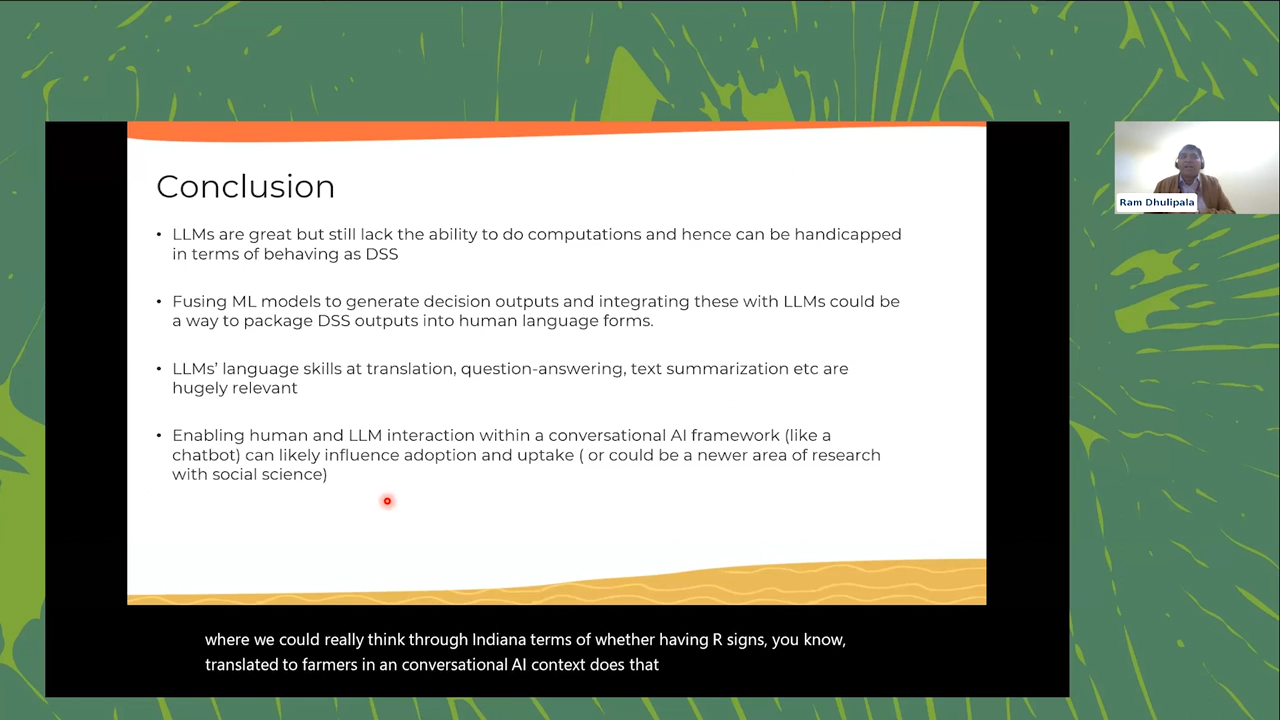 Conclusion
• LLMs are great but still lack the ability to do computations and hence can be handicapped
in terms of behaving as DSS
• Fusing ML models to generate decision outputs and integrating these with LLMs could be
a way to package DSS outputs into human language forms.
• LLMs' language skills at translation, question-answering, text summarization etc are
hugely relevant
• Enabling human and LLM interaction within a conversational AI framework (like a
chatbot) can likely influence adoption and uptake ( or could be a newer area of research
with social science)
Ram Dhulipala
where we could really think through Indiana terms of whether having R signs, you know,
translated to farmers in an conversational AI context does that